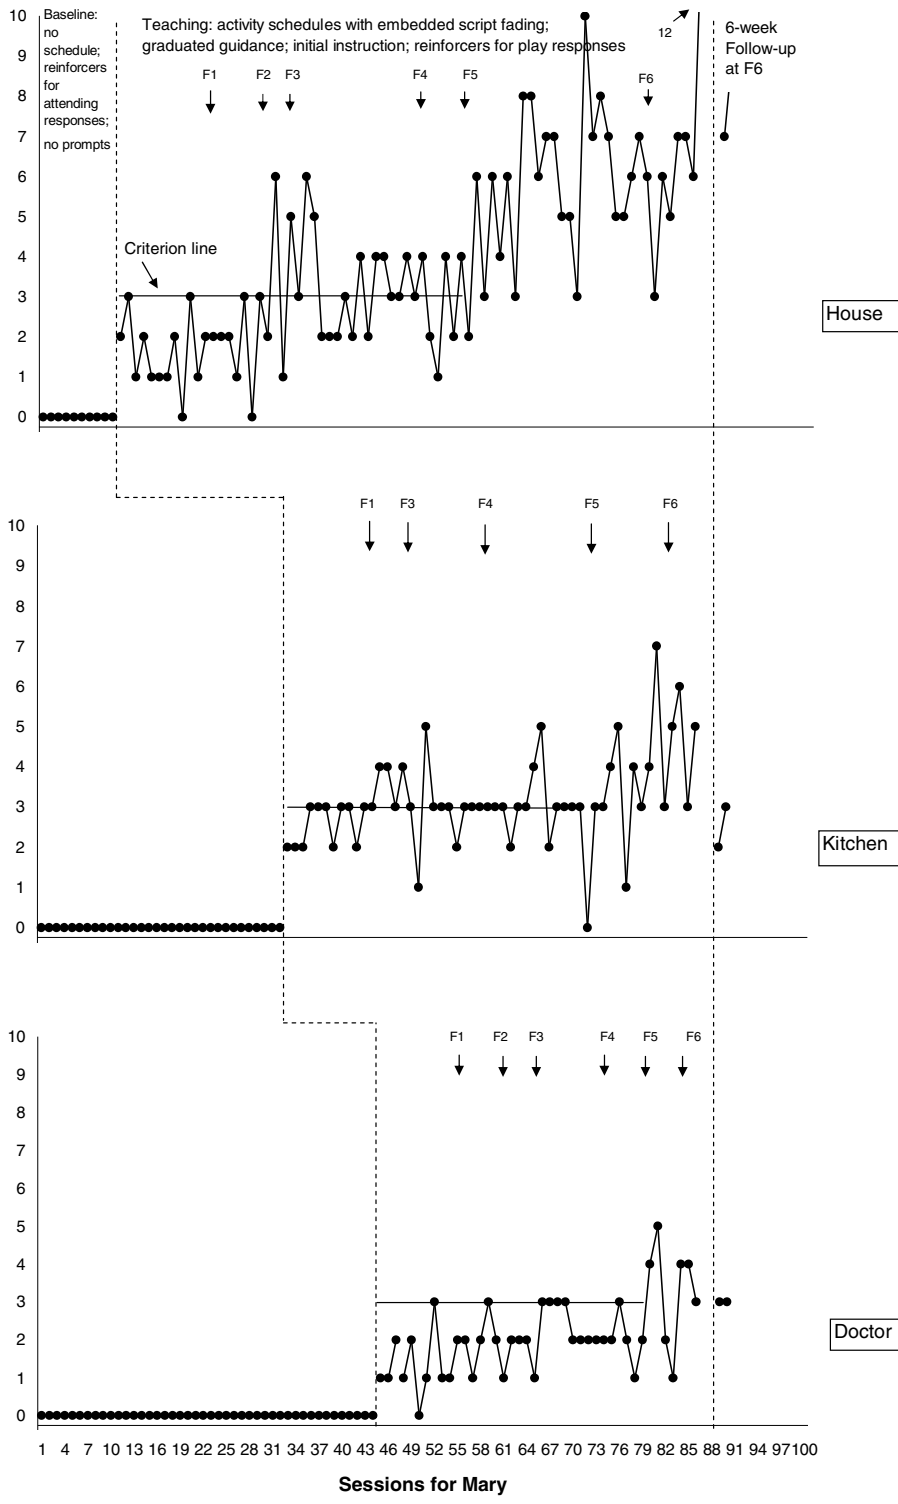 10
9
8
7
6
5
4
3
2
1
0
Baseline:
no
schedule;
reinforcers
for
attending
responses;
no prompts
Teaching: activity schedules with embedded script fading;
graduated guidance; initial instruction; reinforcers for play responses
F1 F2 F3 F4 F5 F6
12
6-week
Follow-up
at F6
Criterion line
House
F1 F3 F4 F5 F6
10
9
8
7
6
5
4
3
2
1
0
Kitchen
F1 F2 F3 F4 F5 F6
10
9
8
7
6
5
4
3
2
1
0
Doctor
1 4 7 10 13 16 19 22 25 28 31 34 37 40 43 46 49 52 55 58 61 64 67 70 73 76 79 82 85 88 91 94 97 100
Sessions for Mary